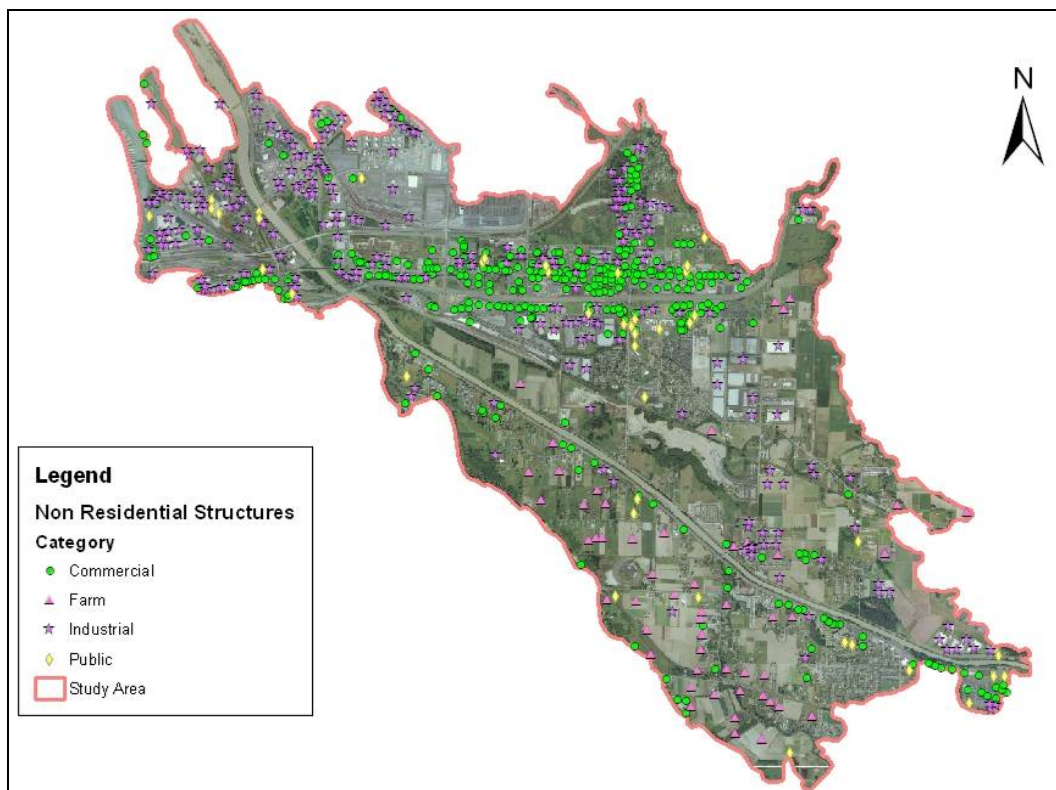 N
Legend
Non Residential Structures
Category
Commercial
Farm
Industrial
Public
Study Area